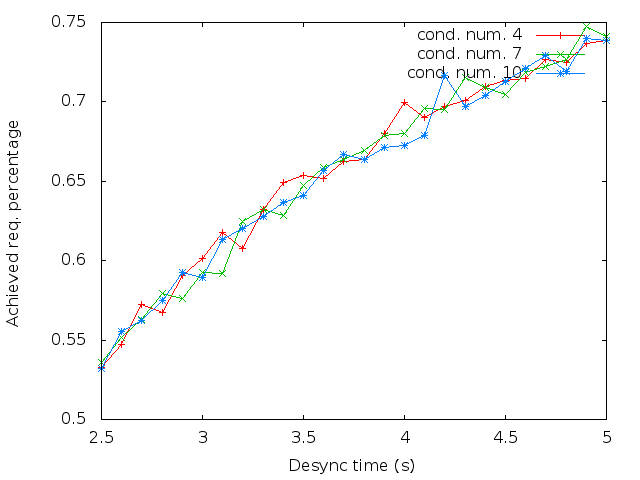 0.75
0.7
0.65
0.6
0.55
0.5
2.5 3 3.5 4 4.5 5
Achieved req. percentage
Desync time (s)
cond. num. 4
cond. num. 7
cond. num. 10